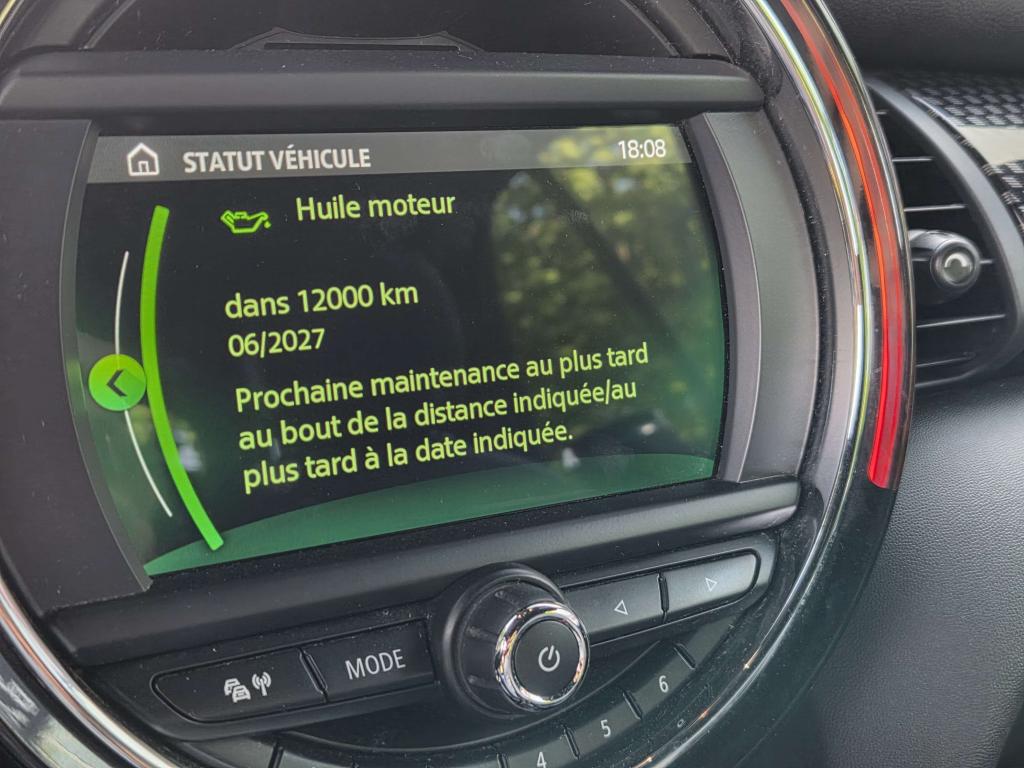 STATUT VÉHICULE 18:08
Huile moteur
dans 12000 km
06/2027
Prochaine maintenance au plus tard
au bout de la distance indiquée/au
plus tard à la date indiquée.
MODE
4 5 6